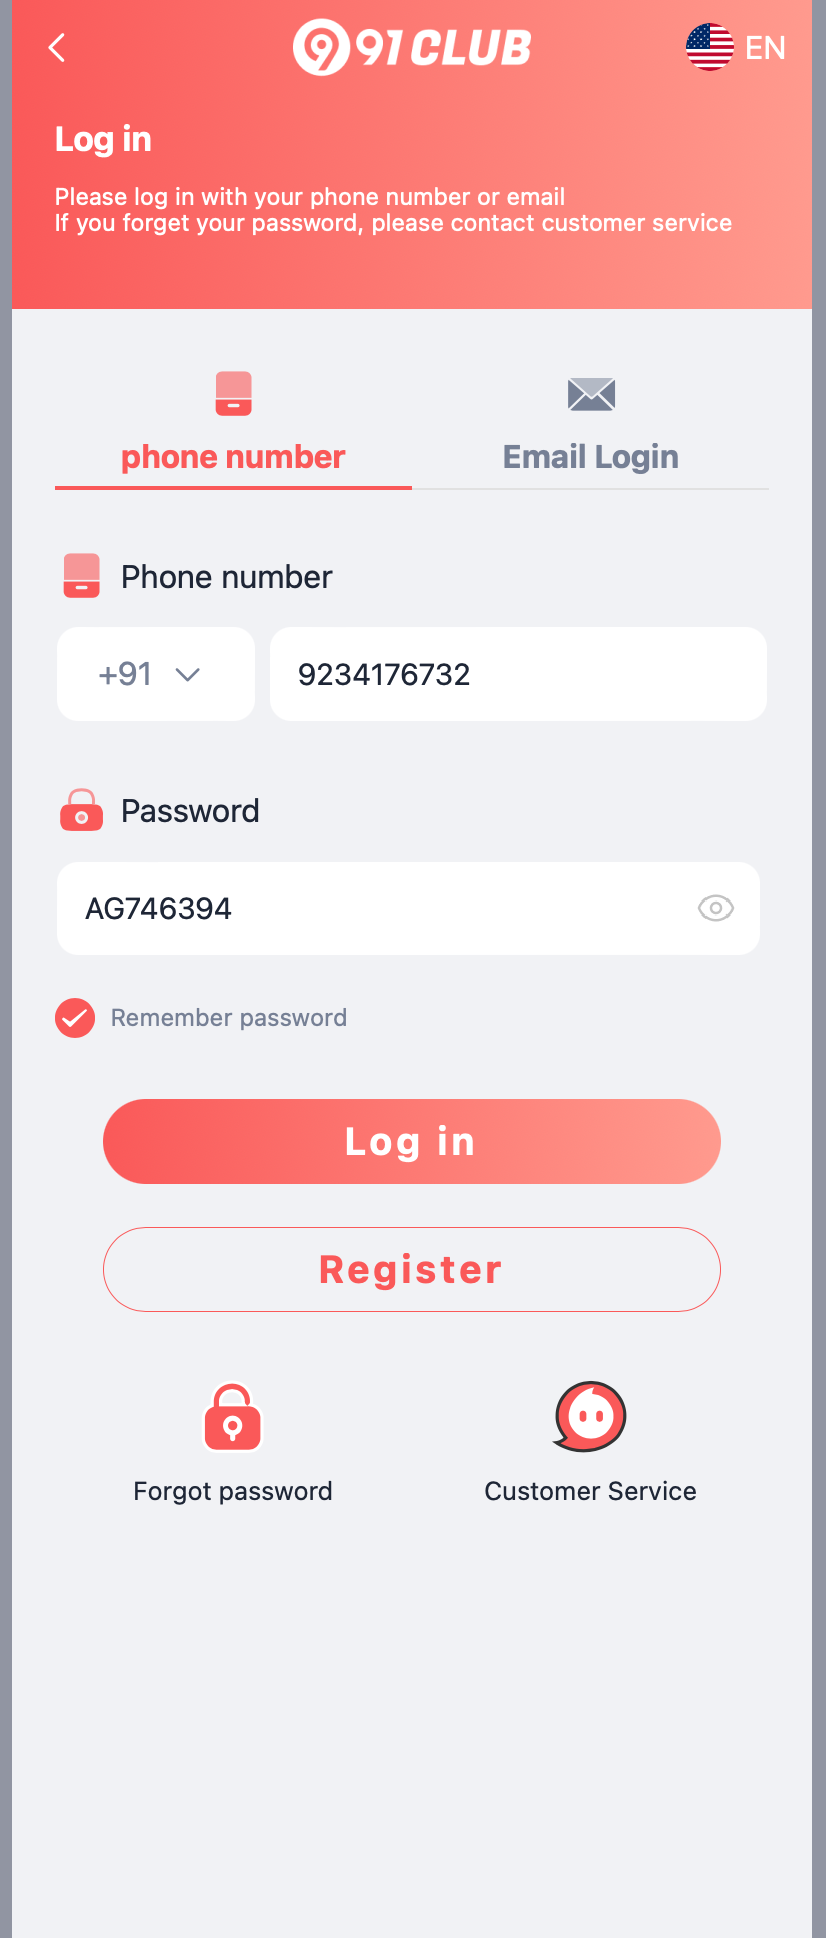 91 CLUB
EN
Log in
Please log in with your phone number or email
If you forget your password, please contact customer service
phone number
Email Login
Phone number
+91
9234176732
Password
AG746394
Remember password
Log in
Register
Forgot password
Customer Service